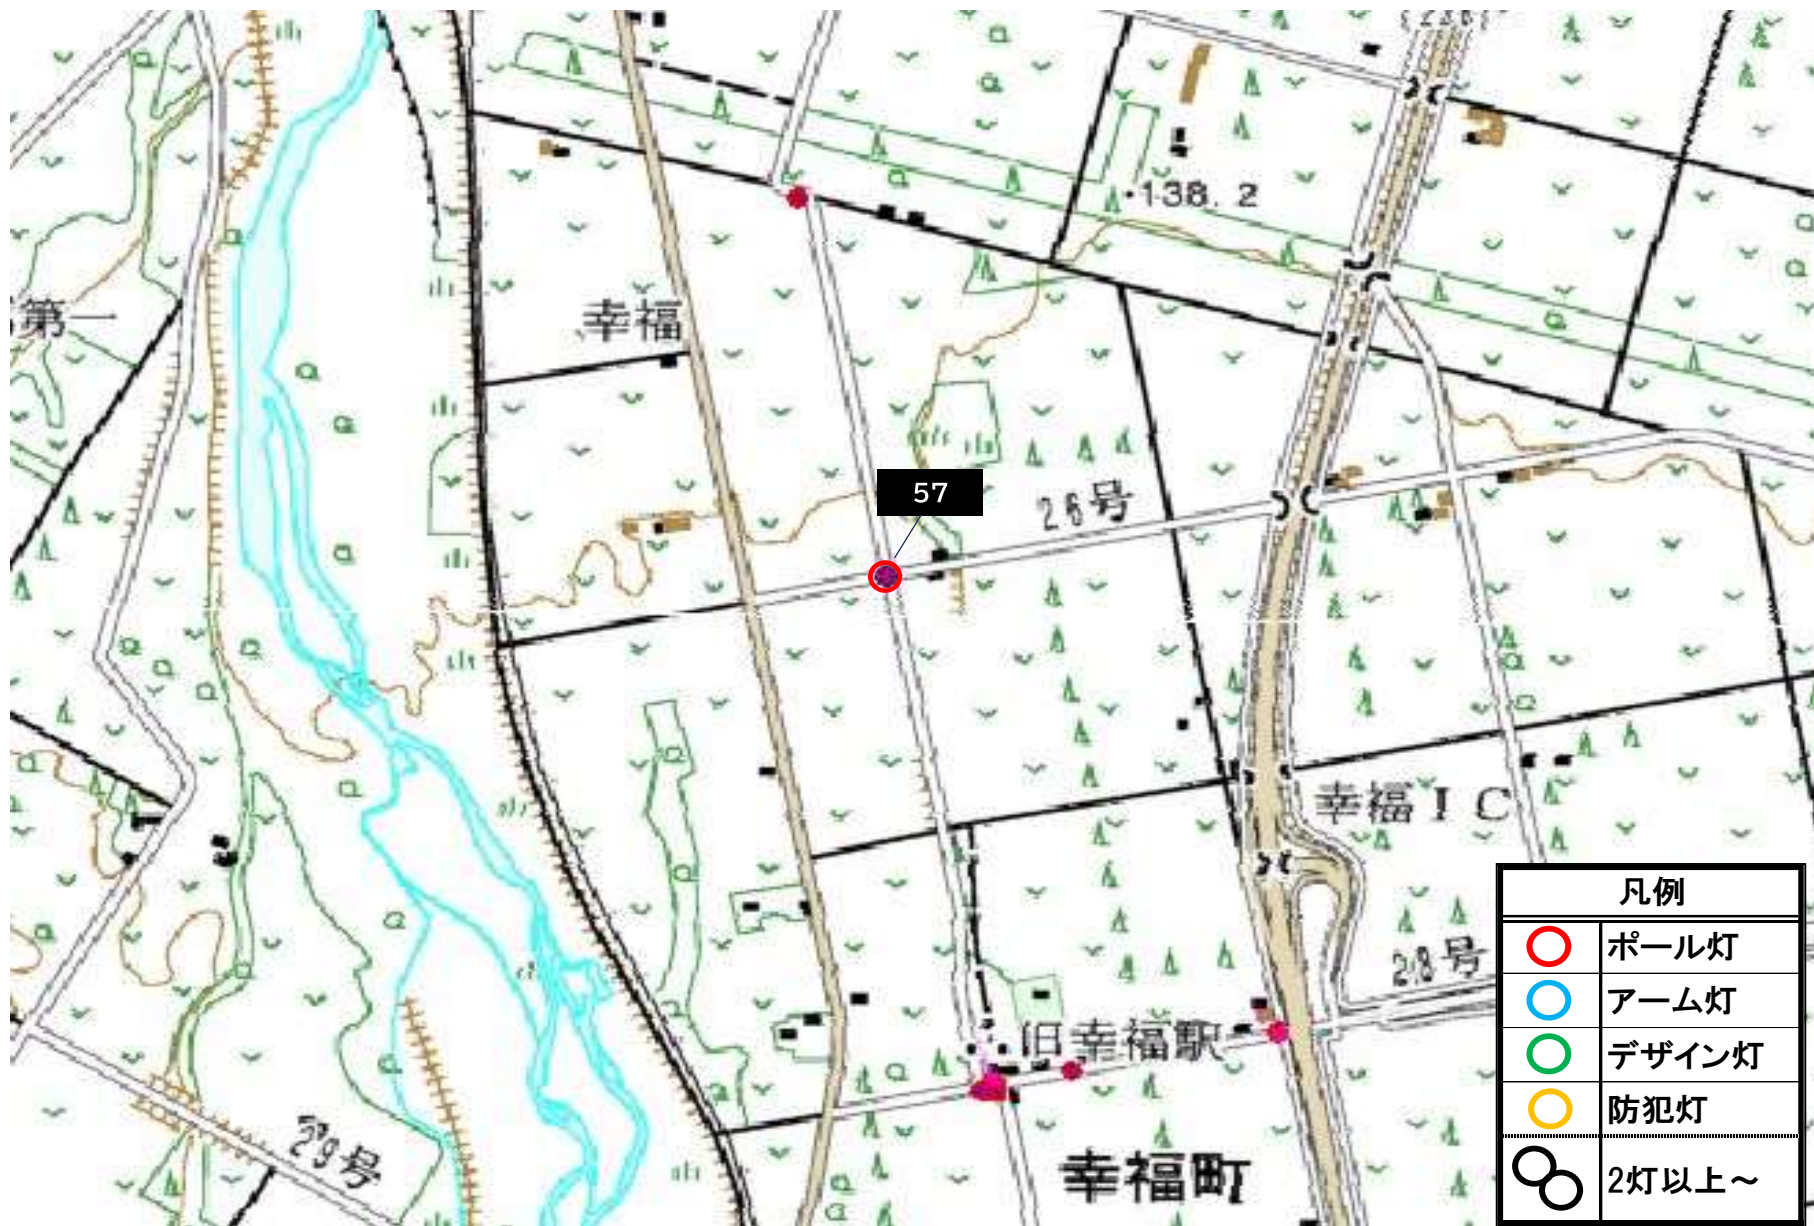 ・138.2
第一
幸福
57
26号
幸福IC
28号
旧幸福駅
29号
幸福町
凡例
ポール灯
アーム灯
デザイン灯
防犯灯
2灯以上～